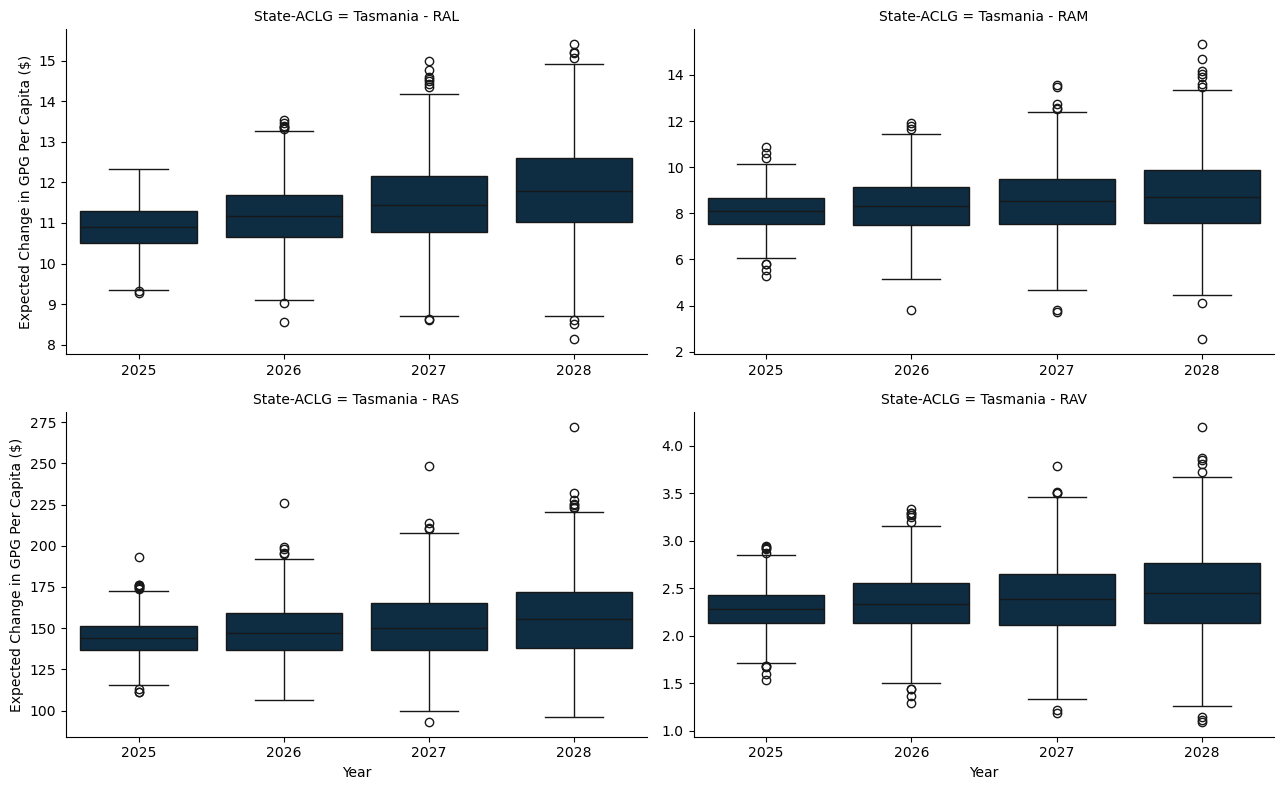 State-ACLG = Tasmania - RAL
Expected Change in GPG Per Capita ($)
15
14
13
12
11
10
9
8
2025 2026 2027 2028
State-ACLG = Tasmania - RAM
14
12
10
8
6
4
2
2025 2026 2027 2028
State-ACLG = Tasmania - RAS
Expected Change in GPG Per Capita ($)
275
250
225
200
175
150
125
100
2025 2026 2027 2028
Year
State-ACLG = Tasmania - RAV
4.0
3.5
3.0
2.5
2.0
1.5
1.0
2025 2026 2027 2028
Year